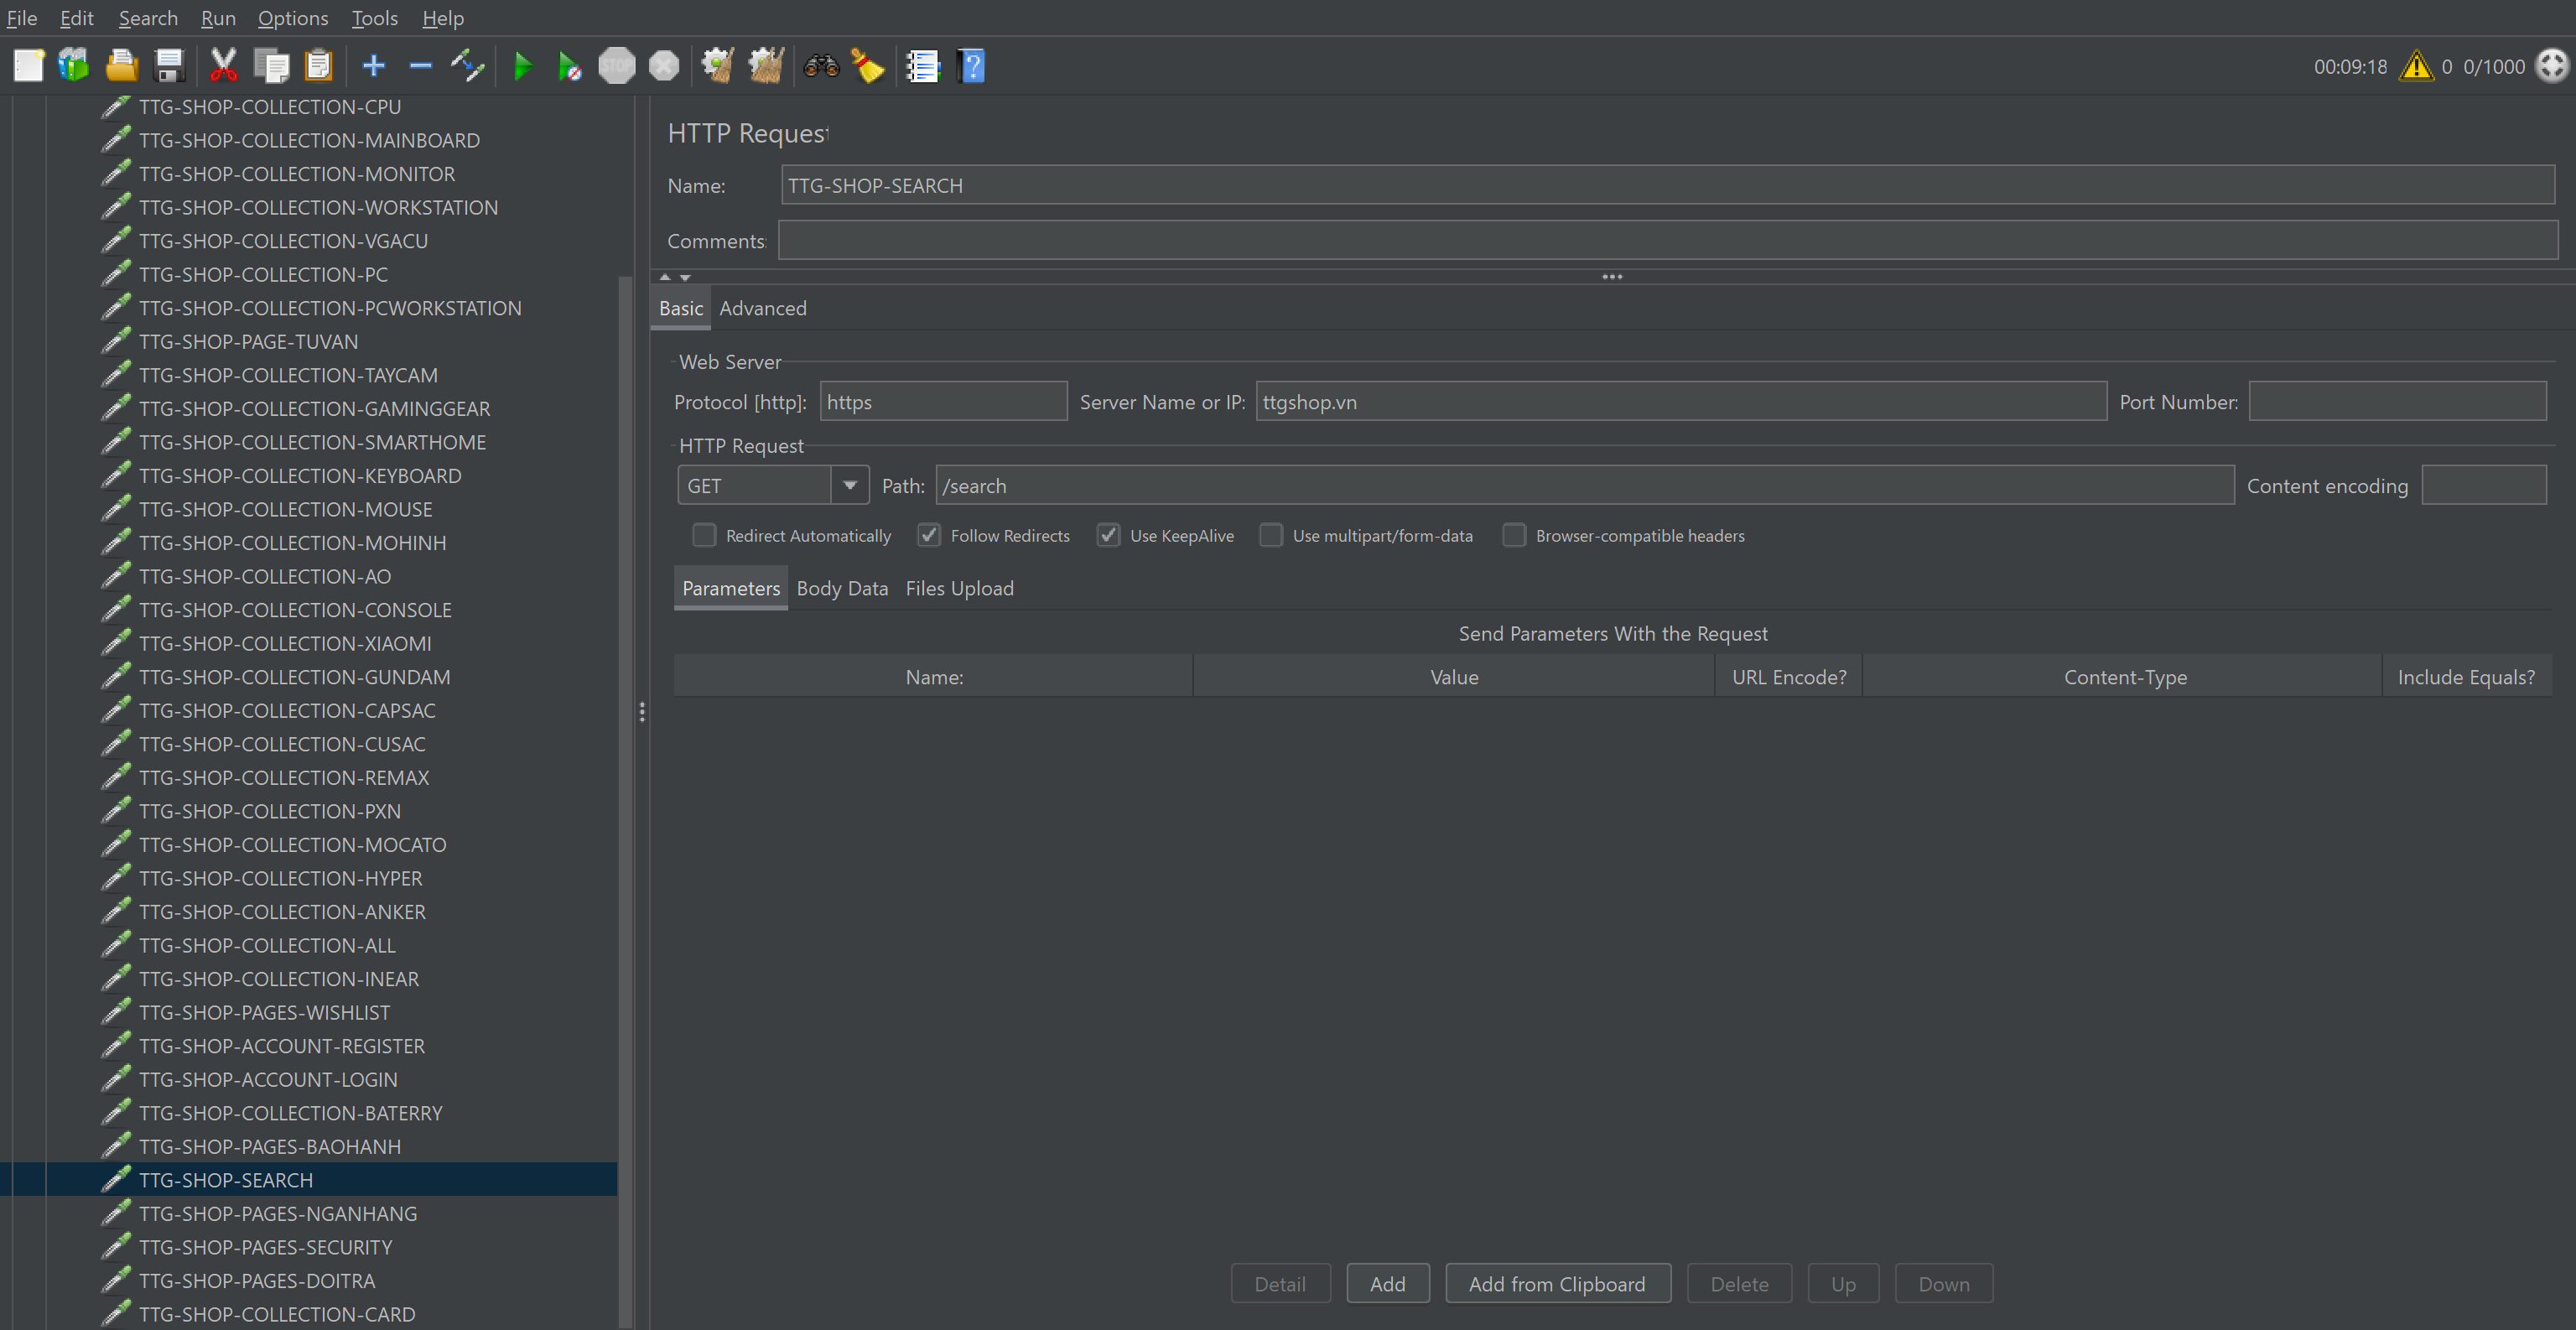 File Edit Search Run Options Tools Help
STOP
00:09:18 0 0/1000
TTG-SHOP-COLLECTION-CPU
TTG-SHOP-COLLECTION-MAINBOARD
TTG-SHOP-COLLECTION-MONITOR
TTG-SHOP-COLLECTION-WORKSTATION
TTG-SHOP-COLLECTION-VGACU
TTG-SHOP-COLLECTION-PC
TTG-SHOP-COLLECTION-PCWORKSTATION
TTG-SHOP-PAGE-TUVAN
TTG-SHOP-COLLECTION-TAYCAM
TTG-SHOP-COLLECTION-GAMINGGEAR
TTG-SHOP-COLLECTION-SMARTHOME
TTG-SHOP-COLLECTION-KEYBOARD
TTG-SHOP-COLLECTION-MOUSE
TTG-SHOP-COLLECTION-MOHINH
TTG-SHOP-COLLECTION-AO
TTG-SHOP-COLLECTION-CONSOLE
TTG-SHOP-COLLECTION-XIAOMI
TTG-SHOP-COLLECTION-GUNDAM
TTG-SHOP-COLLECTION-CAPSAC
TTG-SHOP-COLLECTION-CUSAC
TTG-SHOP-COLLECTION-REMAX
TTG-SHOP-COLLECTION-PXN
TTG-SHOP-COLLECTION-MOCATO
TTG-SHOP-COLLECTION-HYPER
TTG-SHOP-COLLECTION-ANKER
TTG-SHOP-COLLECTION-ALL
TTG-SHOP-COLLECTION-INEAR
TTG-SHOP-PAGES-WISHLIST
TTG-SHOP-ACCOUNT-REGISTER
TTG-SHOP-ACCOUNT-LOGIN
TTG-SHOP-COLLECTION-BATERRY
TTG-SHOP-PAGES-BAOHANH
TTG-SHOP-SEARCH
TTG-SHOP-PAGES-NGANHANG
TTG-SHOP-PAGES-SECURITY
TTG-SHOP-PAGES-DOITRA
TTG-SHOP-COLLECTION-CARD
HTTP Request
Name: TTG-SHOP-SEARCH
Comments:
Basic Advanced
Web Server
Protocol [http]: https Server Name or IP: ttgshop.vn Port Number:
HTTP Request
GET Path: /search Content encoding
Redirect Automatically Follow Redirects Use KeepAlive Use multipart/form-data Browser-compatible headers
Parameters Body Data Files Upload
Send Parameters With the Request
Name: Value URL Encode? Content-Type Include Equals?
Detail Add Add from Clipboard Delete Up Down